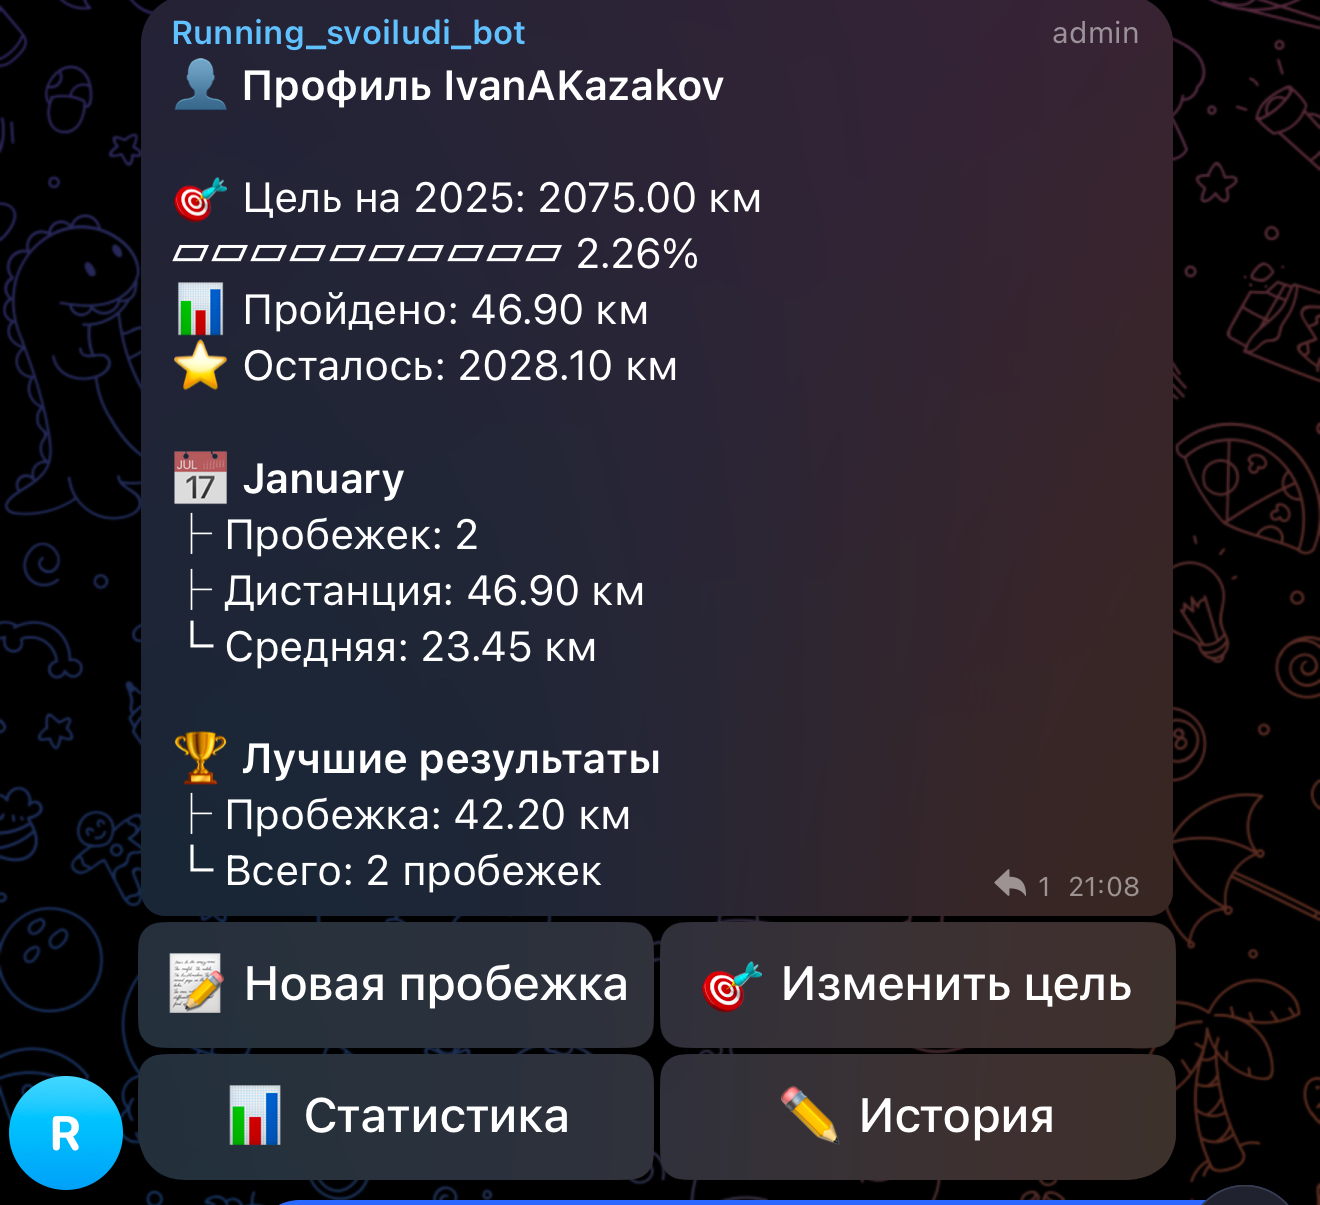 Running_svoiludi_bot admin
👤 Профиль IvanAKazakov
🎯 Цель на 2025: 2075.00 км
▱▱▱▱▱▱▱▱▱▱ 2.26%
📊 Пройдено: 46.90 км
⭐ Осталось: 2028.10 км
📅 January
├ Пробежек: 2
├ Дистанция: 46.90 км
└ Средняя: 23.45 км
🏆 Лучшие результаты
├ Пробежка: 42.20 км
└ Всего: 2 пробежек
1 21:08
📝 Новая пробежка
🎯 Изменить цель
📊 Статистика
✏️ История
R